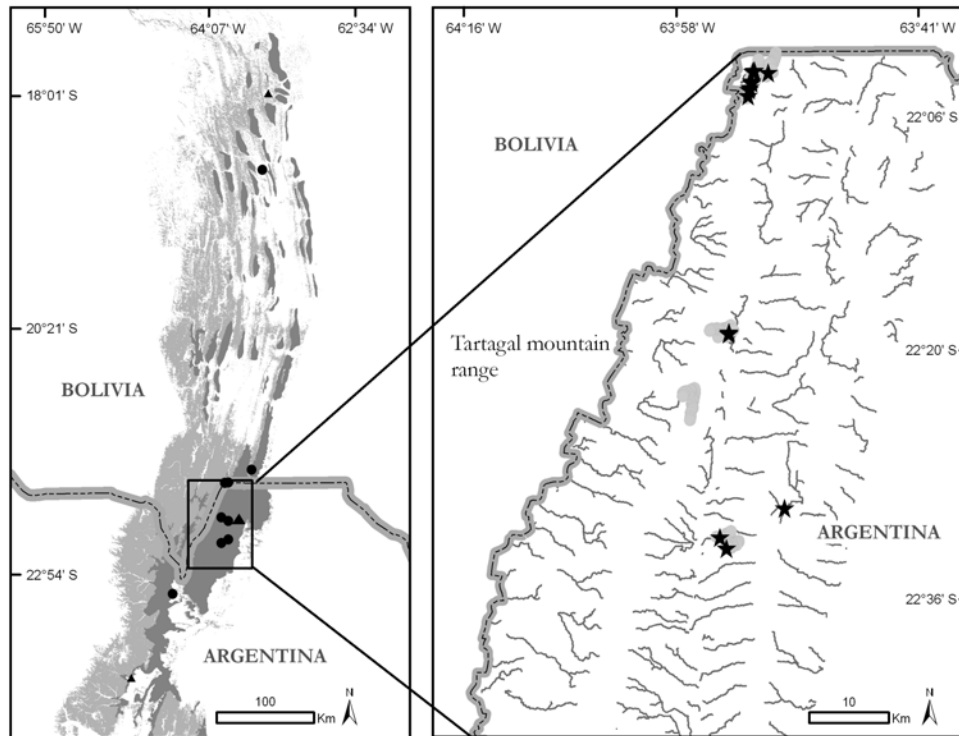 65°50' W
64°07' W
62°34' W
18°01' S
20°21' S
BOLIVIA
22°54' S
ARGENTINA
100
Km
N
64°16' W
63°58' W
63°41' W
22°06' S
BOLIVIA
Tartagal mountain
range
22°20' S
ARGENTINA
22°36' S
10
Km
N